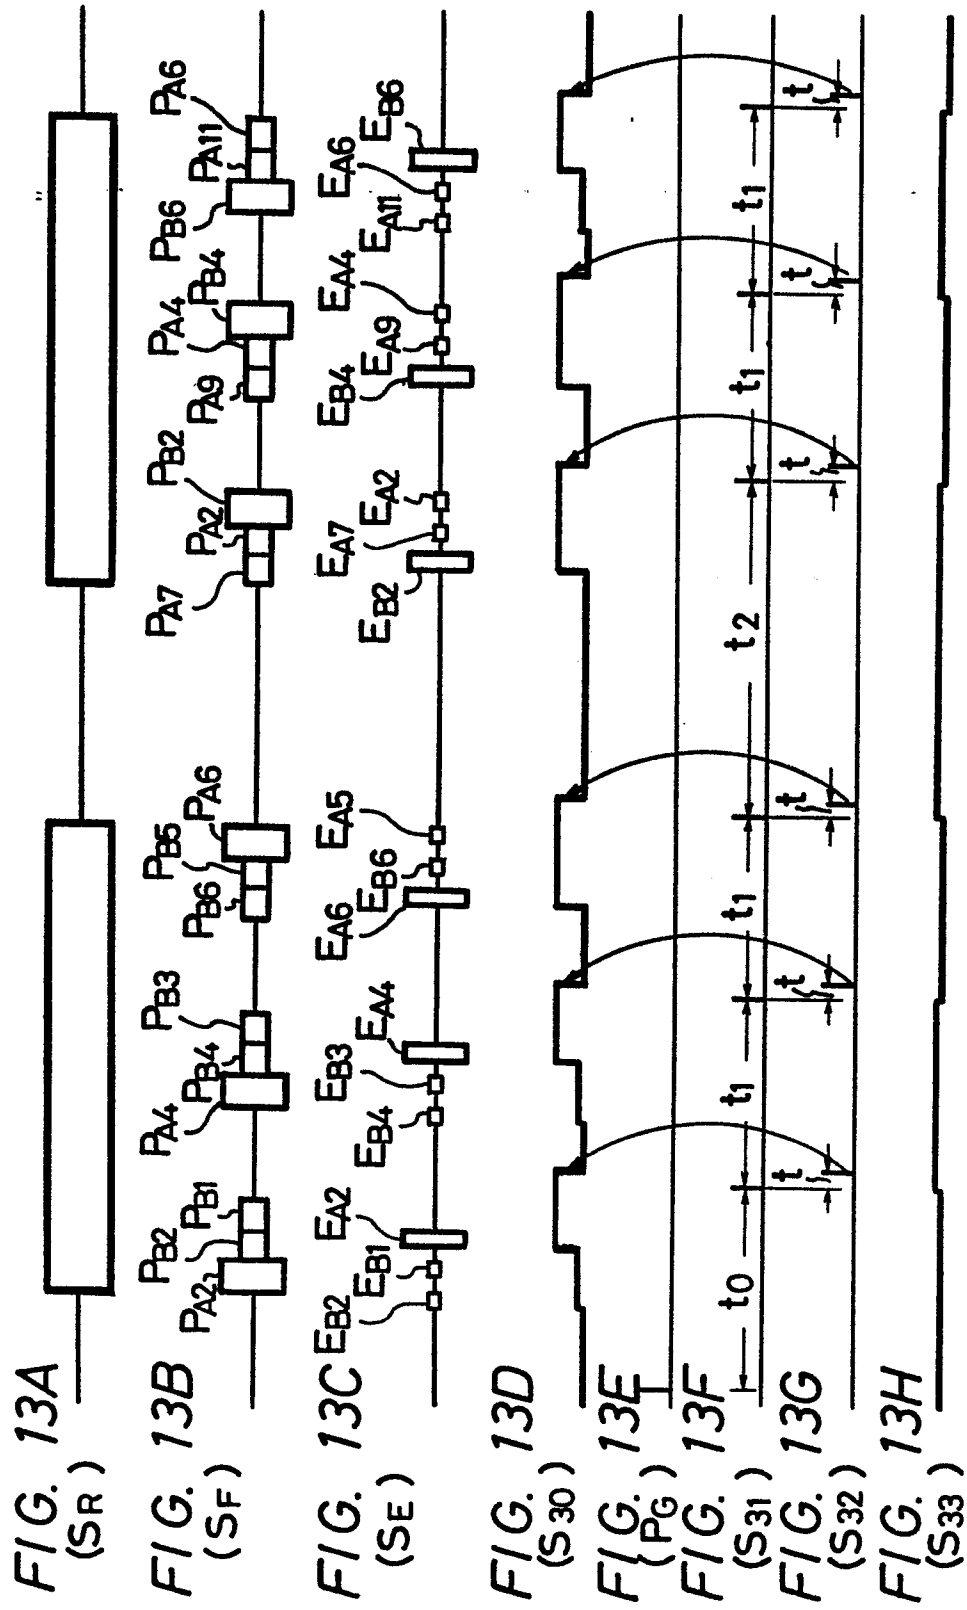 FIG. 13A
(SR)
FIG. 13B
(SF)
PB2 PA4 PB3 PB5 PA7 PB2 PA4 PB6 PA6
PA2 PB1 PB4 PB6 PA6 PA2 PA9 PB4 PA11
FIG. 13C
(SE)
EB2 EA2 EB3 EA6 EA5 EA7 EB4 EA4 EA6
EB1 EB4 EA4 EB6 EB2 EA2 EA9 EA11 EB6
FIG. 13D
(S30)
FIG. 13E
(PG)
FIG. 13F
(S31)
t0 t1 t1 t2 t1 t1
FIG. 13G
(S32)
t t t t t t
FIG. 13H
(S33)